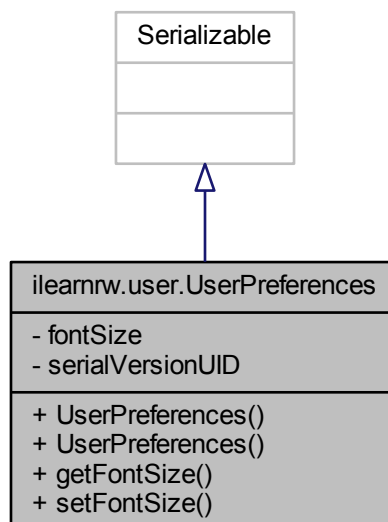 Serializable
ilearnrw.user.UserPreferences
- fontSize
- serialVersionUID
+ UserPreferences()
+ UserPreferences()
+ getFontSize()
+ setFontSize()